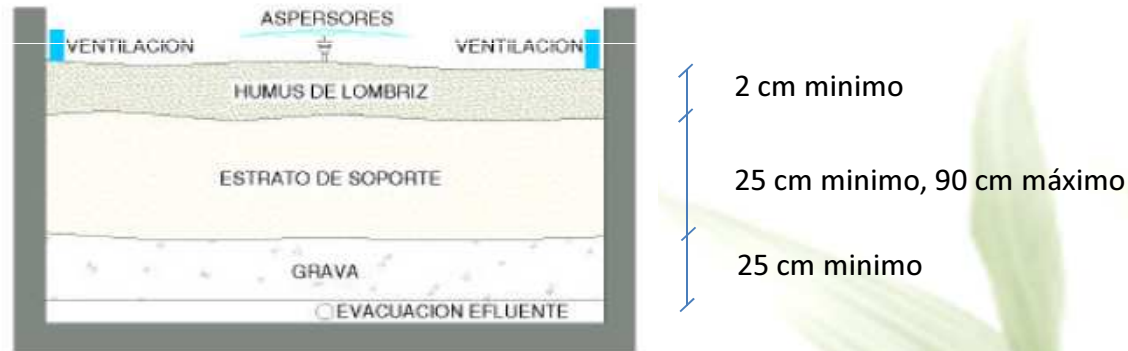 ASPERSORES
VENTILACION
VENTILACION
HUMUS DE LOMBRIZ
ESTRATO DE SOPORTE
GRAVA
EVACUACION EFLUENTE
2 cm minimo
25 cm minimo, 90 cm máximo
25 cm minimo